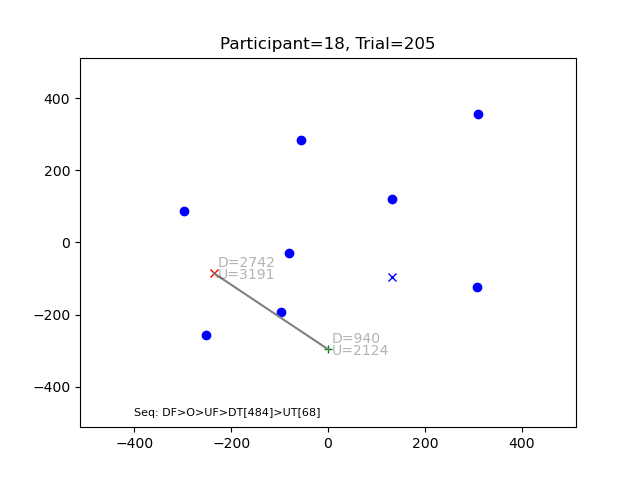 Participant=18, Trial=205
400
200
0
−200
−400
D=2742
U=3191
D=940
U=2124
Seq: DF>O>UF>DT[484]>UT[68]
−400
−200
0
200
400